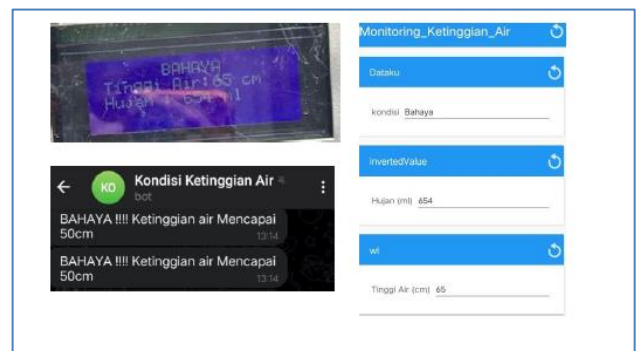 BAHAYA
Tinggi Air:65 cm
Hujan : 654 ml
KO
Kondisi Ketinggian Air
bot
BAHAYA !!!! Ketinggian air Mencapai
50cm
13:14
BAHAYA !!!! Ketinggian air Mencapai
50cm
13:14
Monitoring_Ketinggian_Air
Dataku
kondisi Bahaya
InvertedValue
Hujan (ml) 654
wl
Tinggi Air (cm) 65